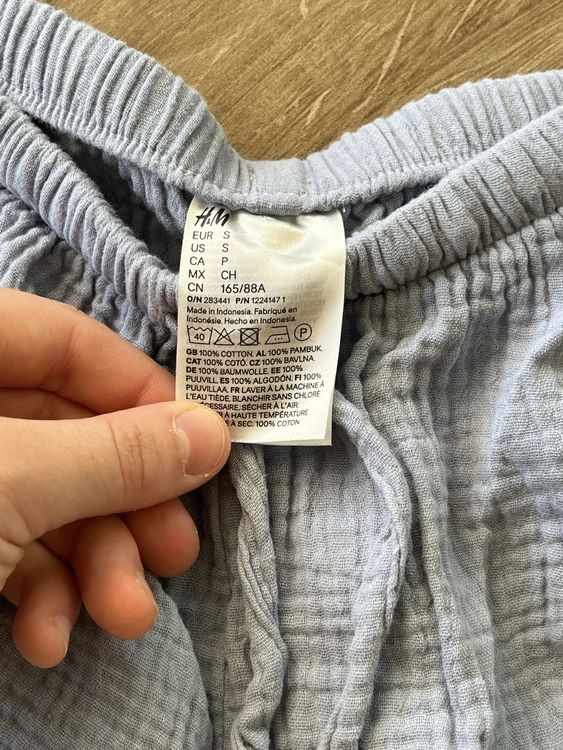 H&M
EUR S
US S
CA P
MX CH
CN 165/88A
O/N 283441 P/N 1224147 1
Made in Indonesia. Fabriqué en
Indonésie. Hecho en Indonesia.
40 P
GB 100% COTTON. AL 100% PAMBUK.
CAT 100% COTÓ. CZ 100% BAVLNA.
DE 100% BAUMWOLLE. EE 100%
PUUVILL. ES 100% ALGODÓN. FI 100%
PUUVILLAA. FR LAVER À LA MACHINE À
L'EAU TIÈDE. BLANCHIR SANS CHLORE
SÉCHER À L'AIR.
À HAUTE TEMPÉRATURE
À SEC. 100% COTON